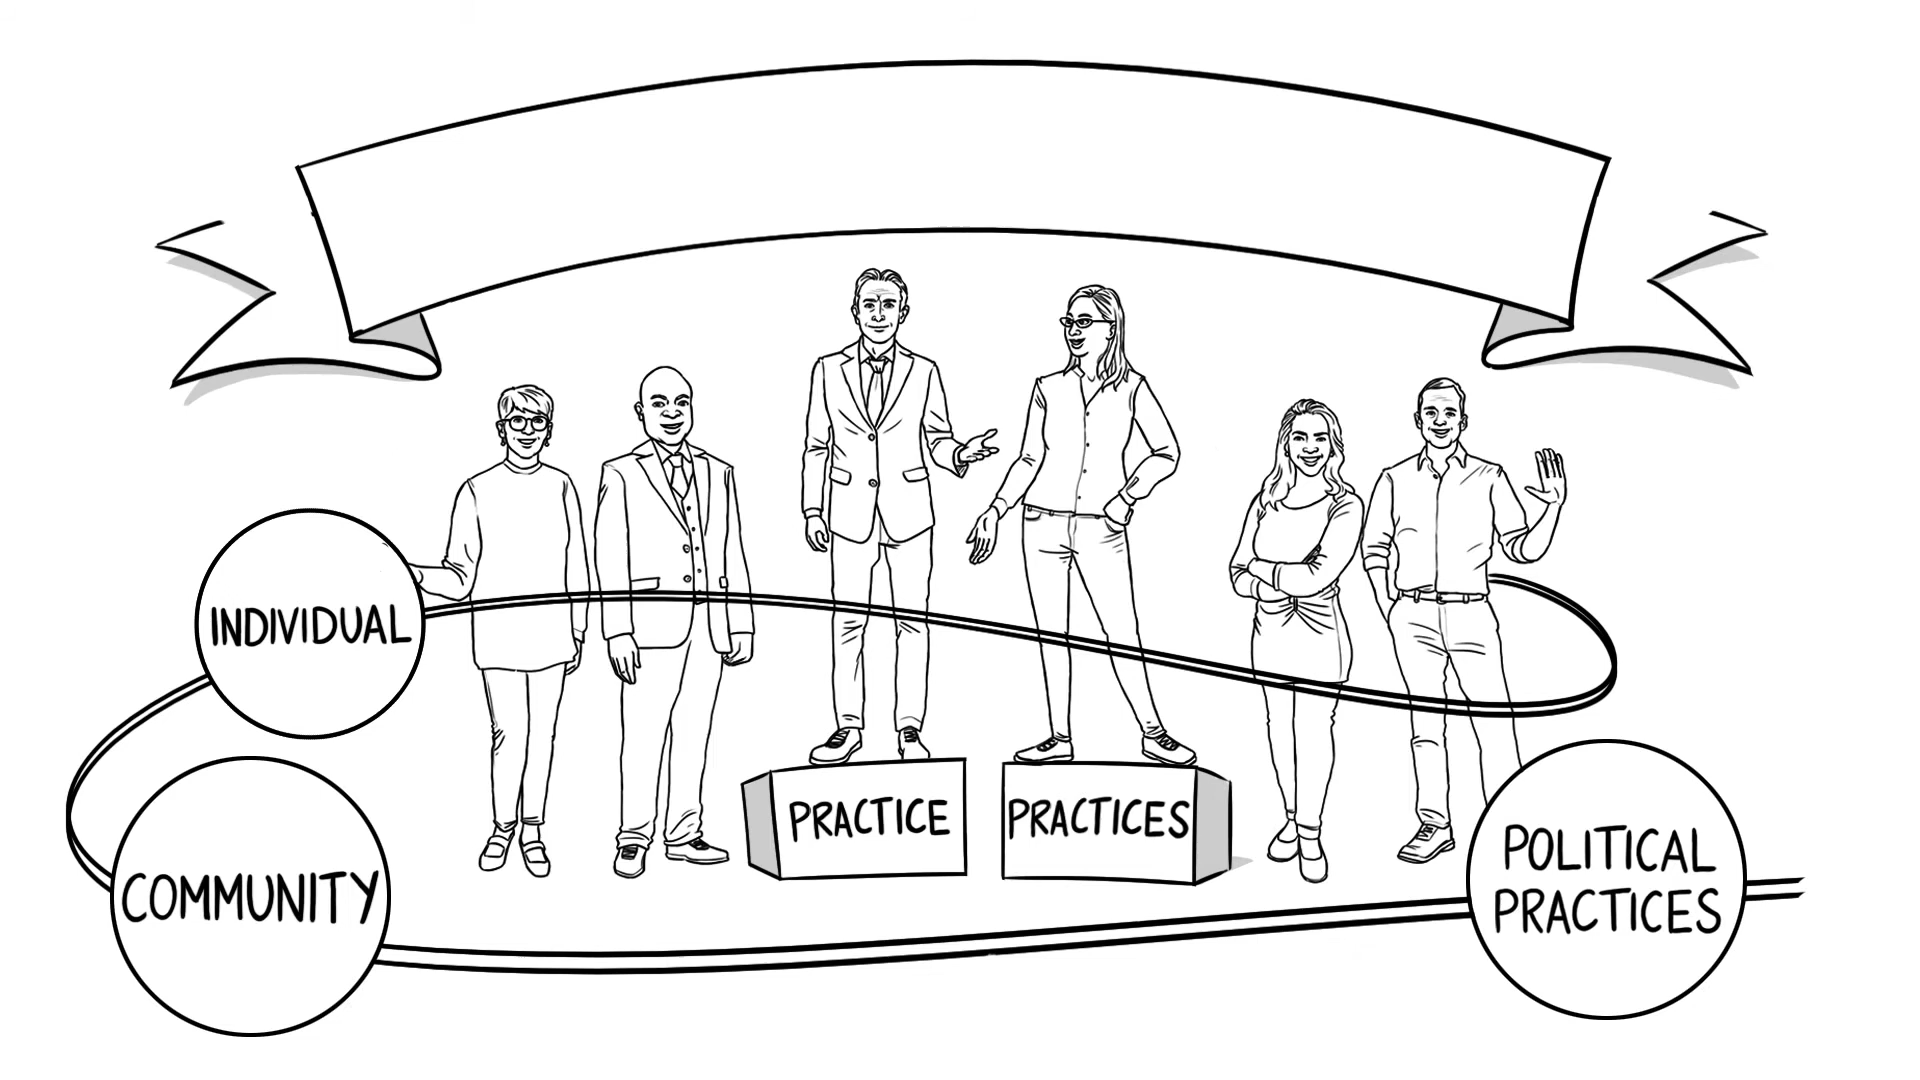 INDIVIDUAL
PRACTICE
PRACTICES
COMMUNITY
POLITICAL
PRACTICES